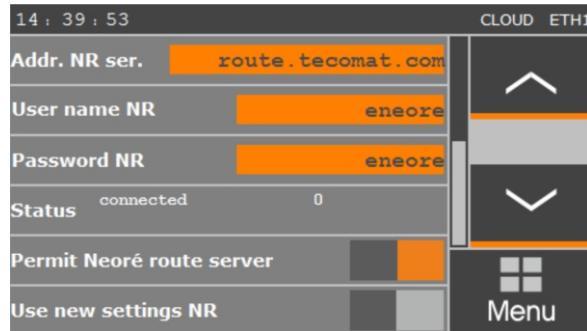 14:39:53 CLOUD ETH1
Addr. NR ser. route.tecomat.com
User name NR eneore
Password NR eneore
Status connected 0
Permit Neoré route server
Use new settings NR
Menu